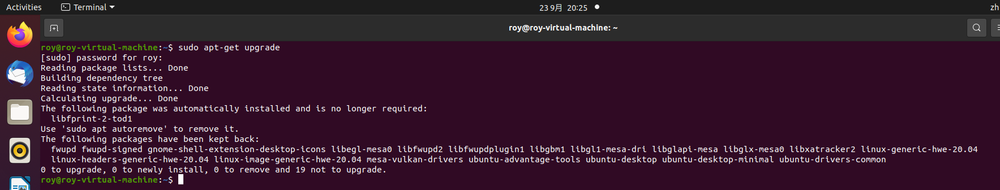 Activities Terminal 23 9月 20:25 zh
roy@roy-virtual-machine: ~
roy@roy-virtual-machine:~$ sudo apt-get upgrade
[sudo] password for roy:
Reading package lists... Done
Building dependency tree
Reading state information... Done
Calculating upgrade... Done
The following package was automatically installed and is no longer required:
  libfprint-2-tod1
Use 'sudo apt autoremove' to remove it.
The following packages have been kept back:
  fwupd fwupd-signed gnome-shell-extension-desktop-icons libegl-mesa0 libfwupd2 libfwupdplugin1 libgbm1 libgl1-mesa-dri libglapi-mesa libglx-mesa0 libxatracker2 linux-generic-hwe-20.04
  linux-headers-generic-hwe-20.04 linux-image-generic-hwe-20.04 mesa-vulkan-drivers ubuntu-advantage-tools ubuntu-desktop ubuntu-desktop-minimal ubuntu-drivers-common
0 to upgrade, 0 to newly install, 0 to remove and 19 not to upgrade.
roy@roy-virtual-machine:~$